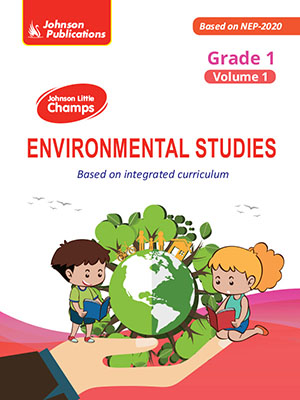 Johnson
Publications
Based on NEP-2020
Grade 1
Volume 1
Johnson Little
Champs
ENVIRONMENTAL STUDIES
Based on integrated curriculum